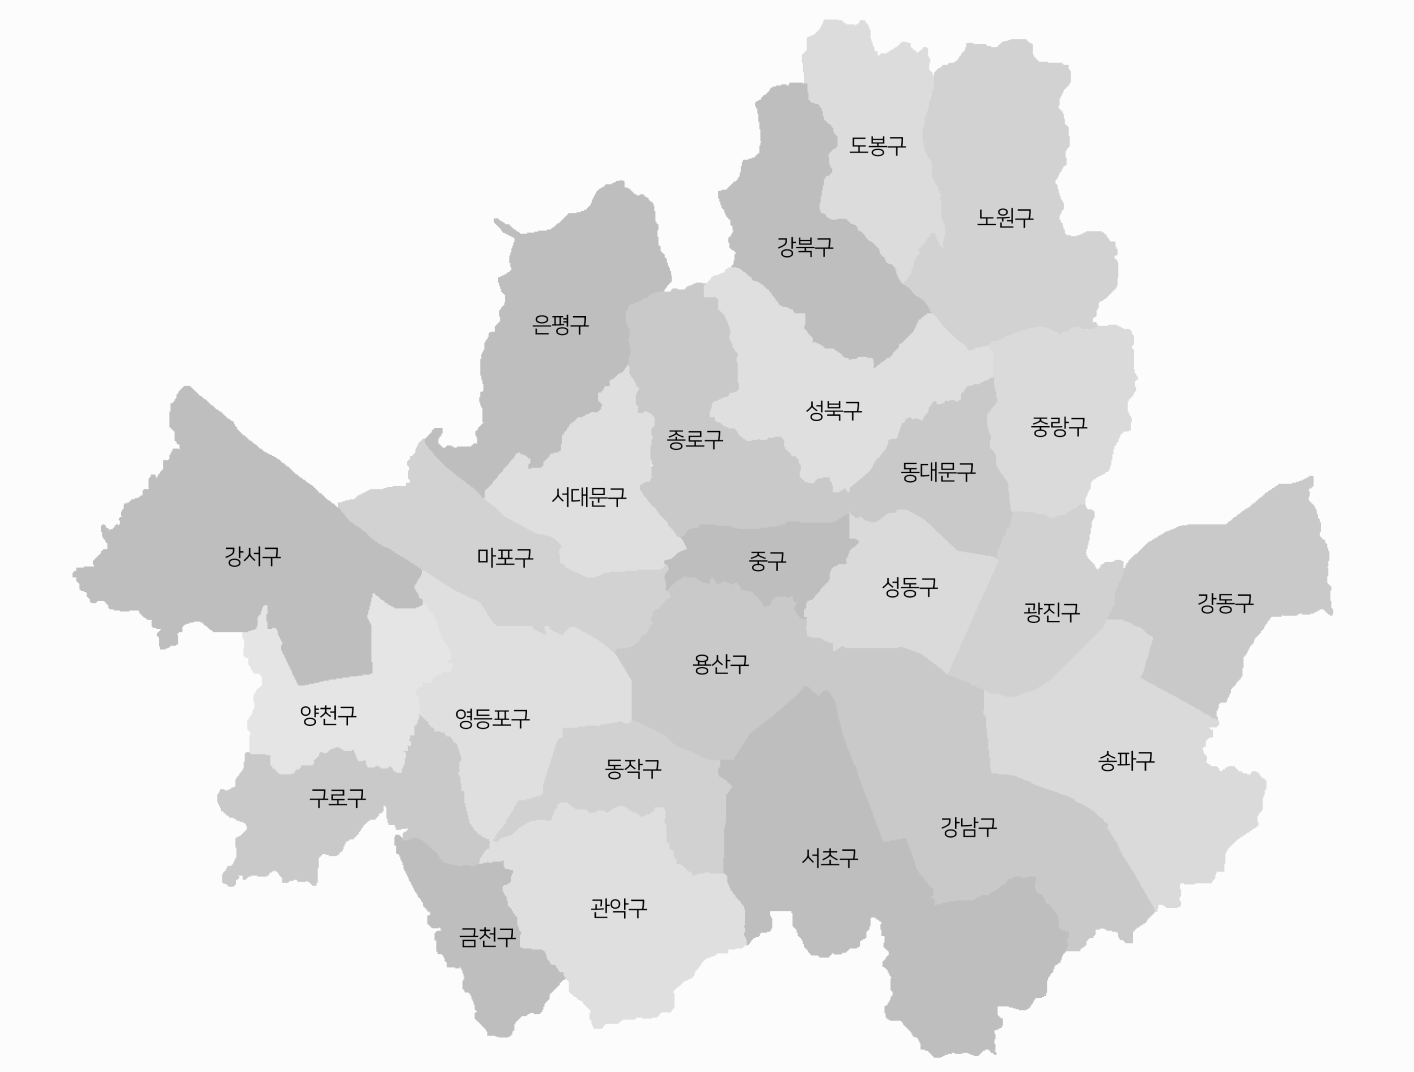 도봉구
노원구
강북구
은평구
성북구
중랑구
종로구
동대문구
서대문구
강서구
마포구
중구
성동구
강동구
광진구
용산구
양천구
영등포구
송파구
동작구
구로구
강남구
서초구
관악구
금천구